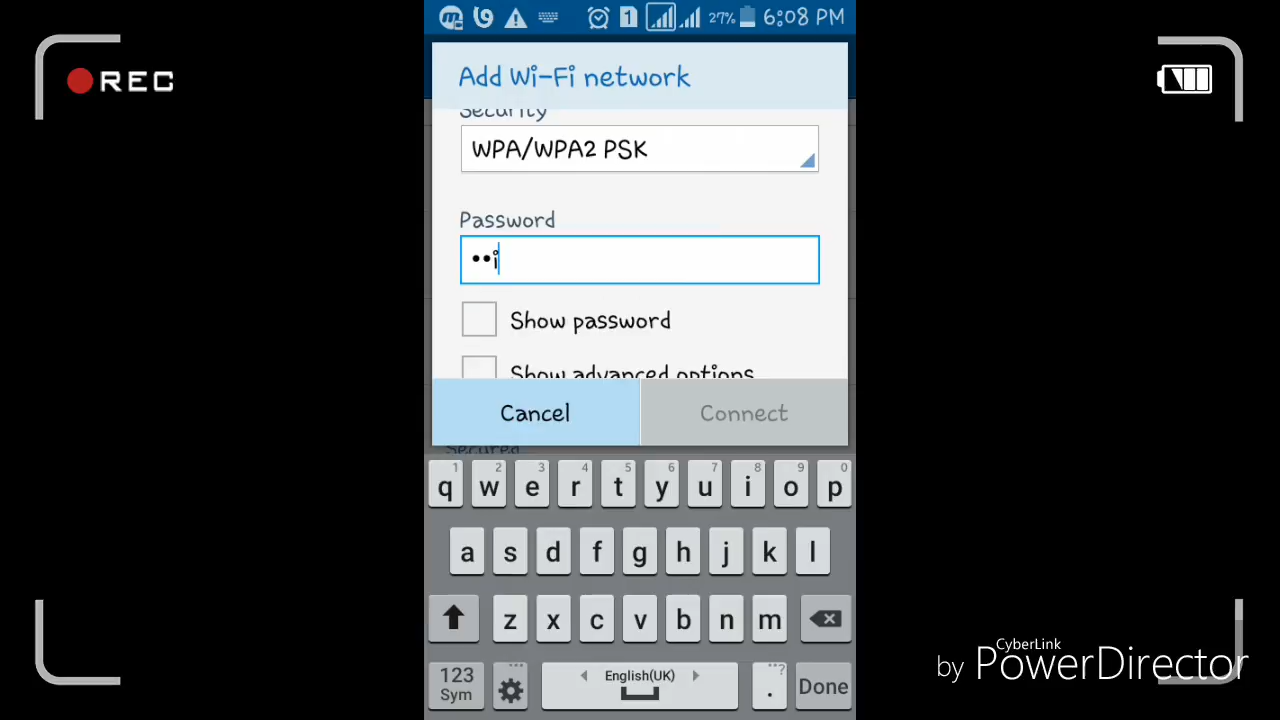 1 27% 6:08 PM
REC
Add Wi-Fi network
Security
WPA/WPA2 PSK
Password
••i
Show password
Show advanced options
Cancel Connect
Secured
1 2 3 4 5 6 7 8 9 0
q w e r t y u i o p
a s d f g h j k l
z x c v b n m
CyberLink
by PowerDirector
123 English(UK) . Done
Sym